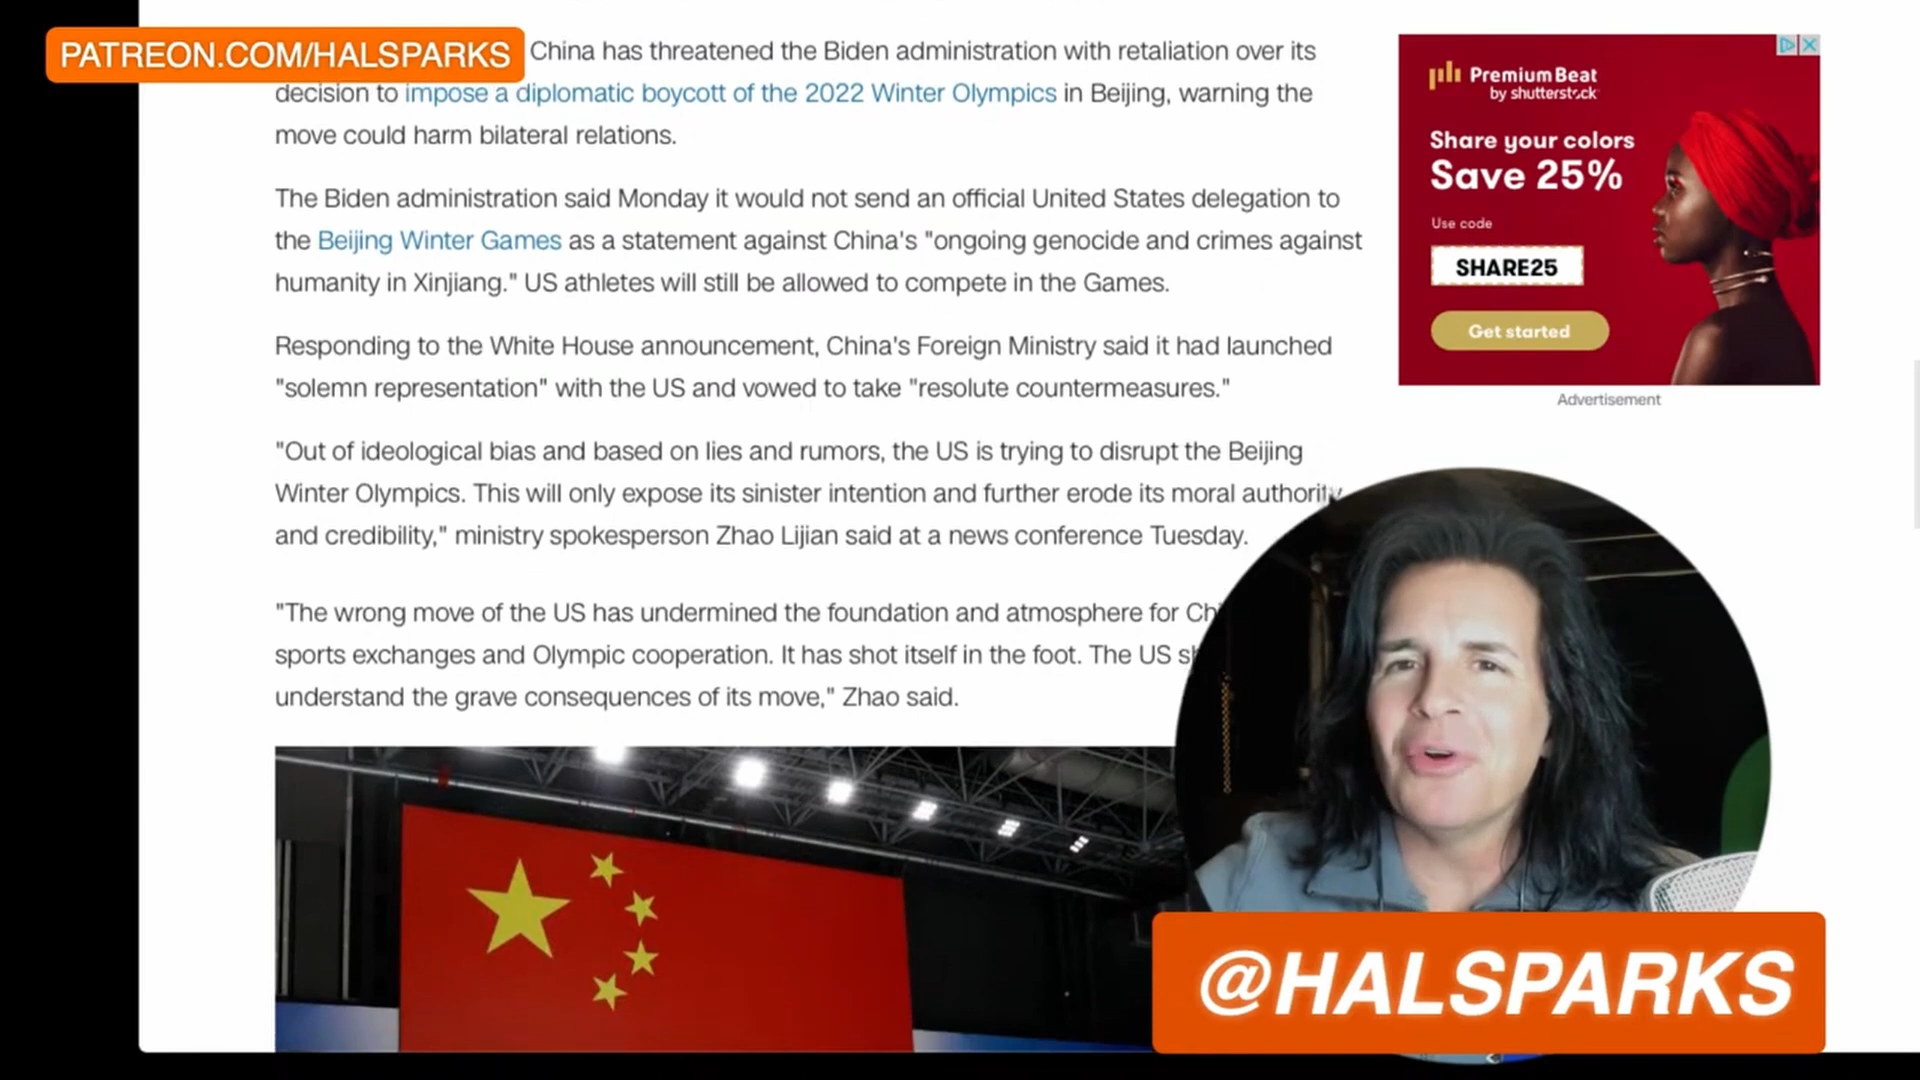 PATREON.COM/HALSPARKS
China has threatened the Biden administration with retaliation over its
decision to impose a diplomatic boycott of the 2022 Winter Olympics in Beijing, warning the
move could harm bilateral relations.
The Biden administration said Monday it would not send an official United States delegation to
the Beijing Winter Games as a statement against China's "ongoing genocide and crimes against
humanity in Xinjiang." US athletes will still be allowed to compete in the Games.
Responding to the White House announcement, China's Foreign Ministry said it had launched
"solemn representation" with the US and vowed to take "resolute countermeasures."
"Out of ideological bias and based on lies and rumors, the US is trying to disrupt the Beijing
Winter Olympics. This will only expose its sinister intention and further erode its moral authority
and credibility," ministry spokesperson Zhao Lijian said at a news conference Tuesday.
"The wrong move of the US has undermined the foundation and atmosphere for
sports exchanges and Olympic cooperation. It has shot itself in the foot. The US
understand the grave consequences of its move," Zhao said.
PremiumBeat
by shutterstock
Share your colors
Save 25%
Use code
SHARE25
Get started
Advertisement
@HALSPARKS